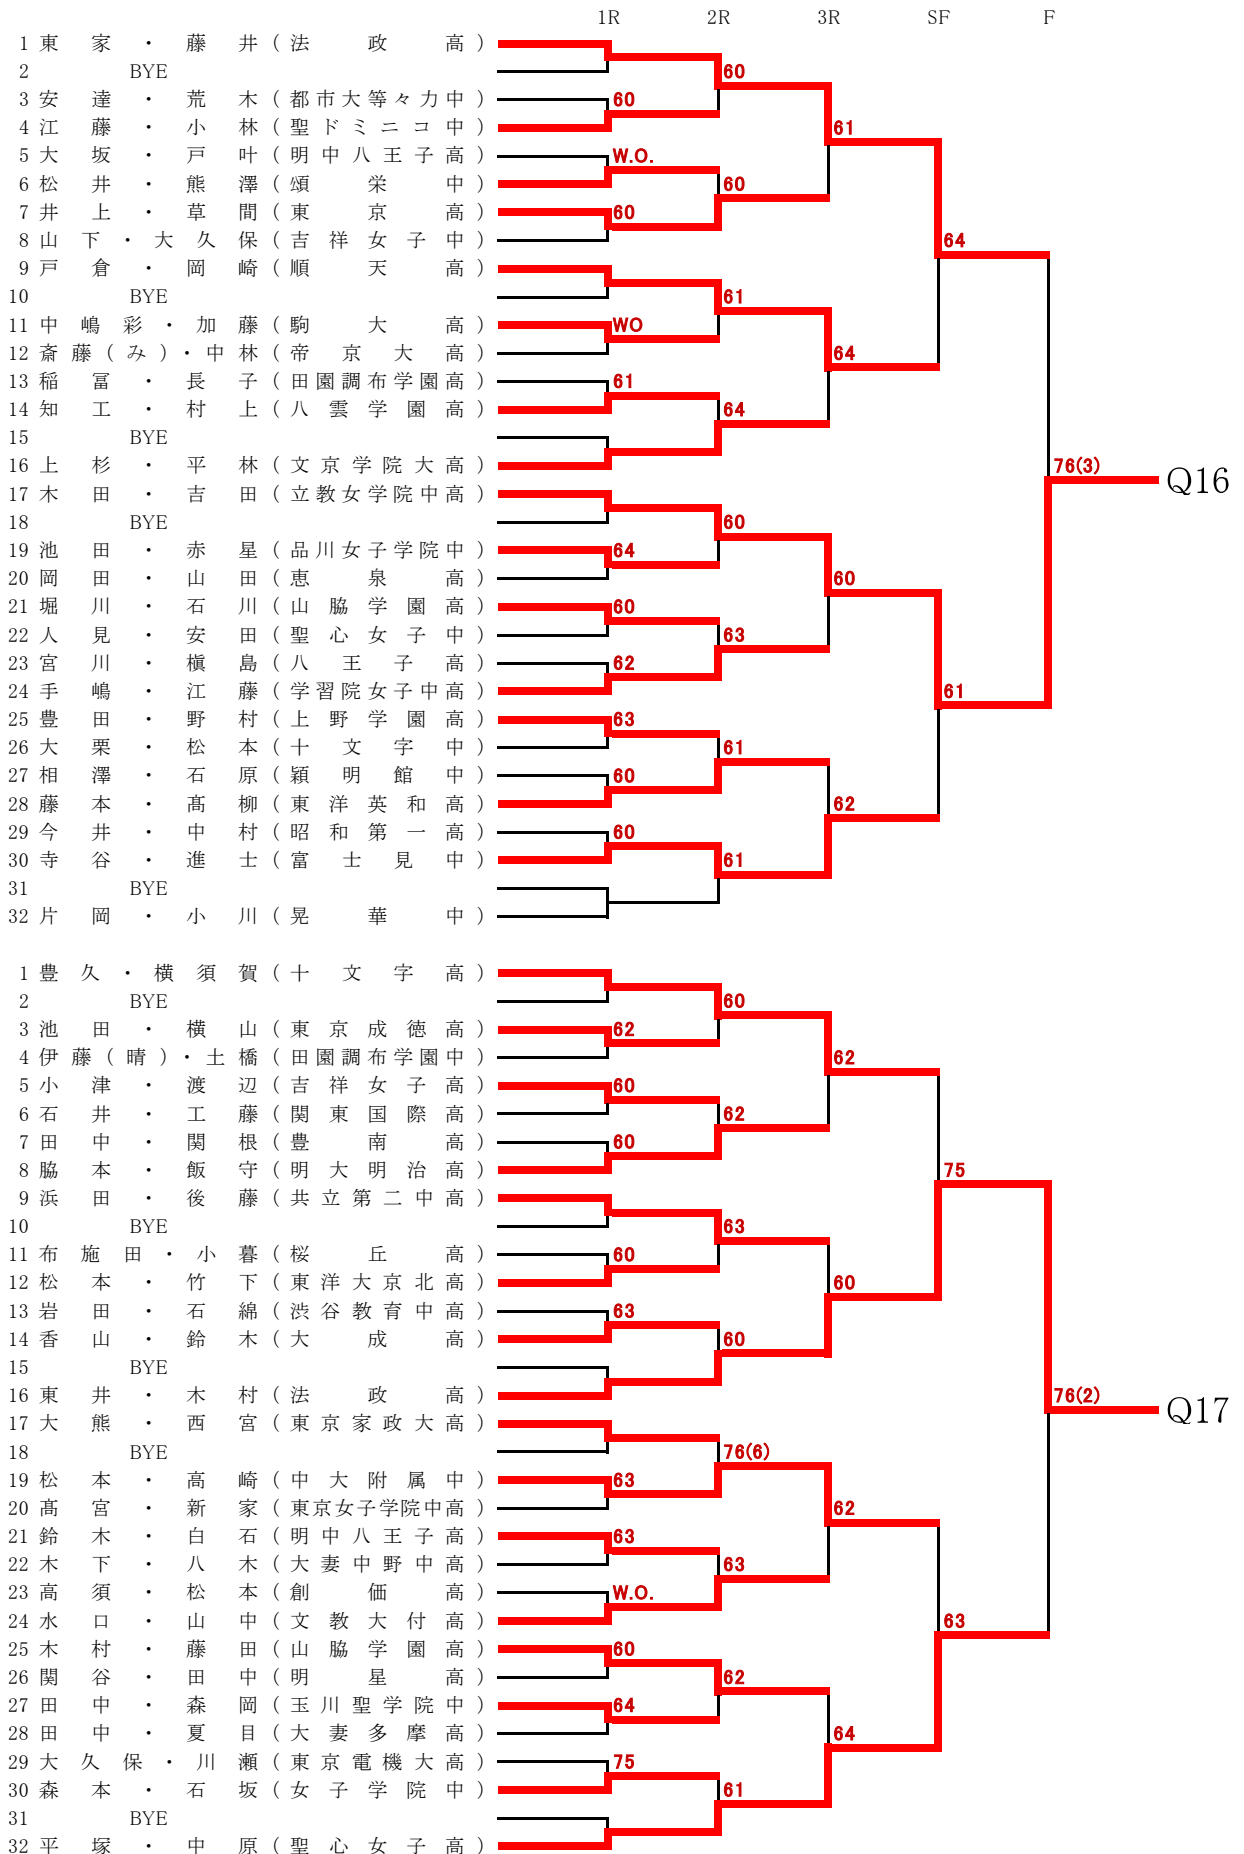 1R 2R 3R SF F
1 東家・藤井(法政高)
2 BYE 60
3 安達・荒木(都市大等々力中) 60
4 江藤・小林(聖ドミニコ中) 61
5 大坂・戸叶(明中八王子高) W.O.
6 松井・熊澤(頌栄中) 60
7 井上・草間(東京高) 60
8 山下・大久保(吉祥女子中) 64
9 戸倉・岡崎(順天高)
10 BYE 61
11 中嶋彩・加藤(駒大高) WO
12 斎藤(み)・中林(帝京大高) 64
13 稲冨・長子(田園調布学園高) 61
14 知工・村上(八雲学園高) 64
15 BYE
16 上杉・平林(文京学院大高) 76(3)
Q16
17 木田・吉田(立教女学院中高)
18 BYE 60
19 池田・赤星(品川女子学院中) 64
20 岡田・山田(恵泉高) 60
21 堀川・石川(山脇学園高) 60
22 人見・安田(聖心女子中) 63
23 宮川・槇島(八王子高) 62
24 手嶋・江藤(学習院女子中高) 61
25 豊田・野村(上野学園高) 63
26 大栗・松本(十文字中) 61
27 相澤・石原(穎明館中) 60
28 藤本・髙柳(東洋英和高) 62
29 今井・中村(昭和第一高) 60
30 寺谷・進士(富士見中) 61
31 BYE
32 片岡・小川(晃華中)
1 豊久・横須賀(十文字高)
2 BYE 60
3 池田・横山(東京成徳高) 62
4 伊藤(晴)・土橋(田園調布学園中) 62
5 小津・渡辺(吉祥女子高) 60
6 石井・工藤(関東国際高) 62
7 田中・関根(豊南高) 60
8 脇本・飯守(明大明治高) 75
9 浜田・後藤(共立第二中高)
10 BYE 63
11 布施田・小暮(桜丘高) 60
12 松本・竹下(東洋大京北高) 60
13 岩田・石綿(渋谷教育中高) 63
14 香山・鈴木(大成高) 60
15 BYE
16 東井・木村(法政高) 76(2)
Q17
17 大熊・西宮(東京家政大高)
18 BYE 76(6)
19 松本・高崎(中大附属中) 63
20 髙宮・新家(東京女子学院中高) 62
21 鈴木・白石(明中八王子高) 63
22 木下・八木(大妻中野中高) 63
23 高須・松本(創価高) W.O.
24 水口・山中(文教大付高) 63
25 木村・藤田(山脇学園高) 60
26 関谷・田中(明星高) 62
27 田中・森岡(玉川聖学院中) 64
28 田中・夏目(大妻多摩高) 64
29 大久保・川瀬(東京電機大高) 75
30 森本・石坂(女子学院中) 61
31 BYE
32 平塚・中原(聖心女子高)